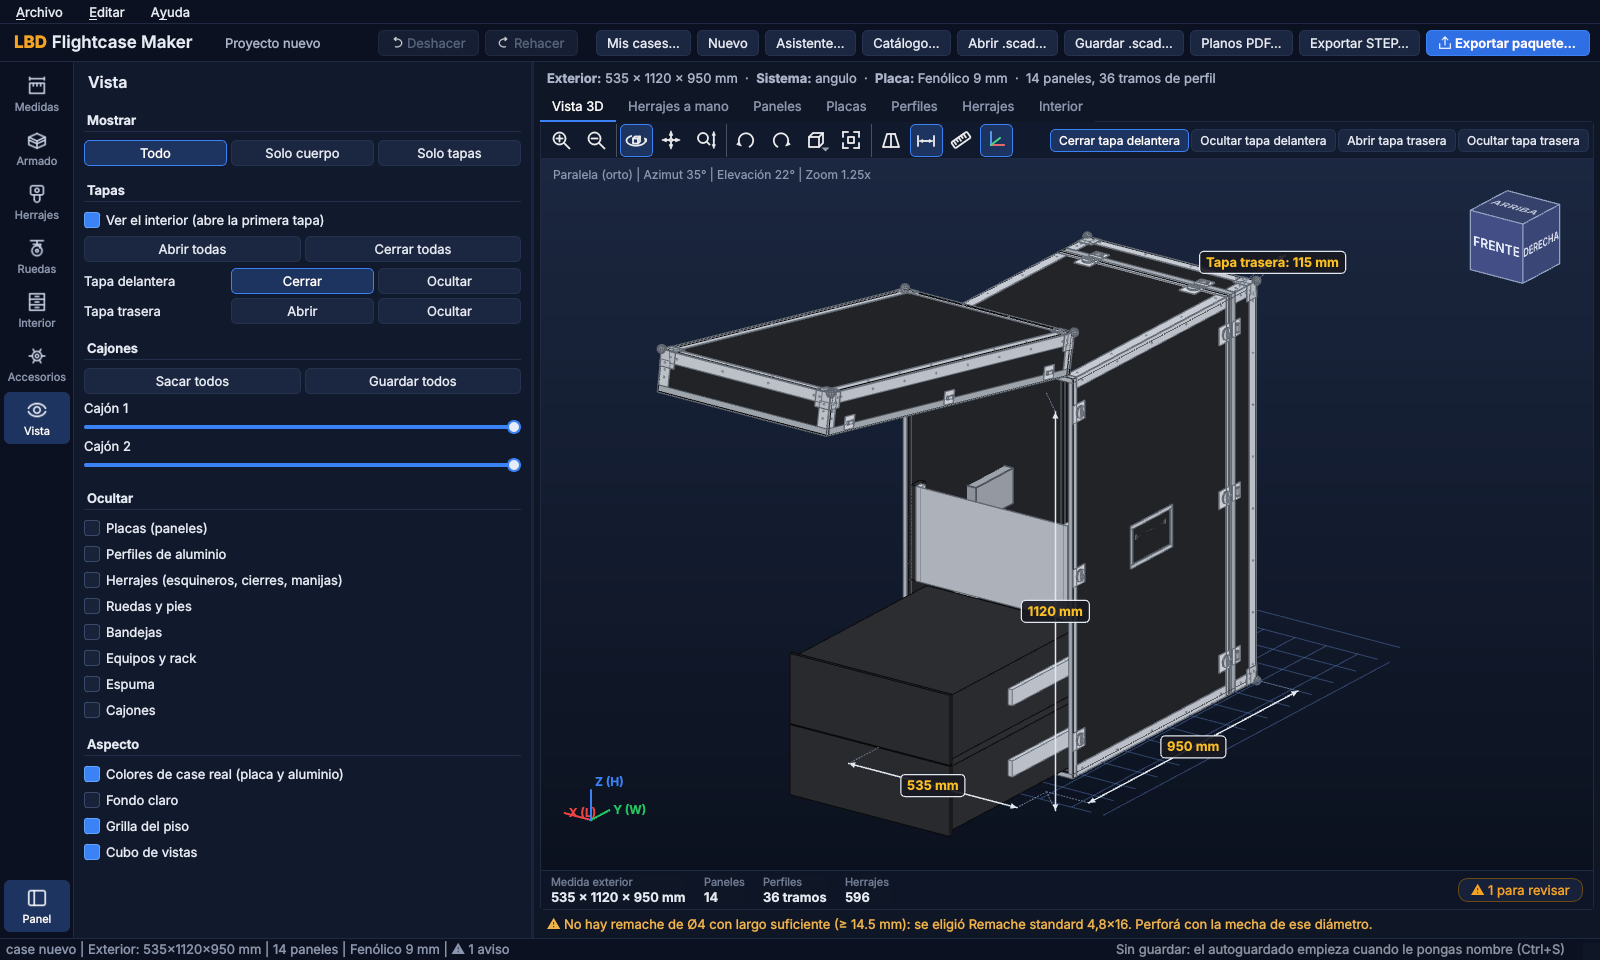 Archivo Editar Ayuda
LBD Flightcase Maker Proyecto nuevo Deshacer Rehacer Mis cases... Nuevo Asistente... Catálogo... Abrir .scad... Guardar .scad... Planos PDF... Exportar STEP... Exportar paquete...
Medidas
Armado
Herrajes
Ruedas
Interior
Accesorios
Vista
Panel
Vista
Mostrar
Todo Solo cuerpo Solo tapas
Tapas
Ver el interior (abre la primera tapa)
Abrir todas Cerrar todas
Tapa delantera Cerrar Ocultar
Tapa trasera Abrir Ocultar
Cajones
Sacar todos Guardar todos
Cajón 1
Cajón 2
Ocultar
Placas (paneles)
Perfiles de aluminio
Herrajes (esquineros, cierres, manijas)
Ruedas y pies
Bandejas
Equipos y rack
Espuma
Cajones
Aspecto
Colores de case real (placa y aluminio)
Fondo claro
Grilla del piso
Cubo de vistas
Exterior: 535 × 1120 × 950 mm · Sistema: angulo · Placa: Fenólico 9 mm · 14 paneles, 36 tramos de perfil
Vista 3D Herrajes a mano Paneles Placas Perfiles Herrajes Interior
Cerrar tapa delantera Ocultar tapa delantera Abrir tapa trasera Ocultar tapa trasera
Paralela (orto) | Azimut 35° | Elevación 22° | Zoom 1.25x
ARRIBA
FRENTE DERECHA
Tapa trasera: 115 mm
1120 mm
950 mm
535 mm
Z (H)
X (L) Y (W)
Medida exterior Paneles Perfiles Herrajes
535 × 1120 × 950 mm 14 36 tramos 596
1 para revisar
No hay remache de Ø4 con largo suficiente (≥ 14.5 mm): se eligió Remache standard 4,8×16. Perforá con la mecha de ese diámetro.
case nuevo | Exterior: 535×1120×950 mm | 14 paneles | Fenólico 9 mm | 1 aviso Sin guardar: el autoguardado empieza cuando le pongas nombre (Ctrl+S)